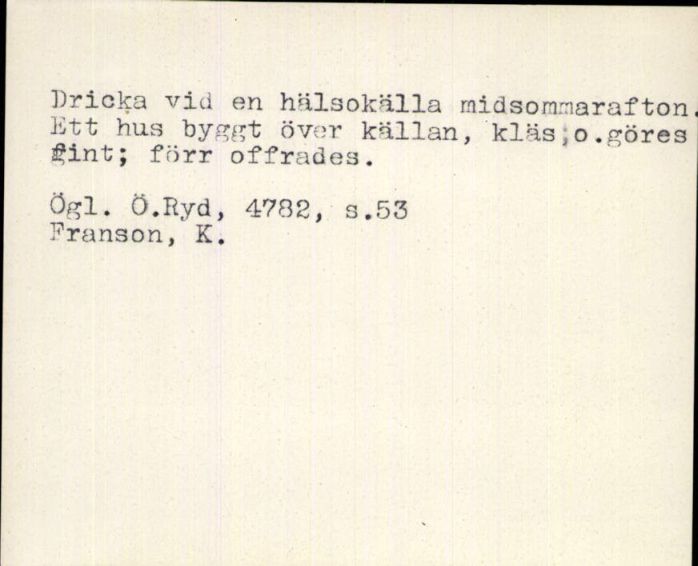 Dricka vid en hälsokälla midsommarafton.
Ett hus byggt över källan, kläs;o.göres
fint; förr offrades.
Ögl. Ö.Ryd, 4782, s.53
Franson, K.